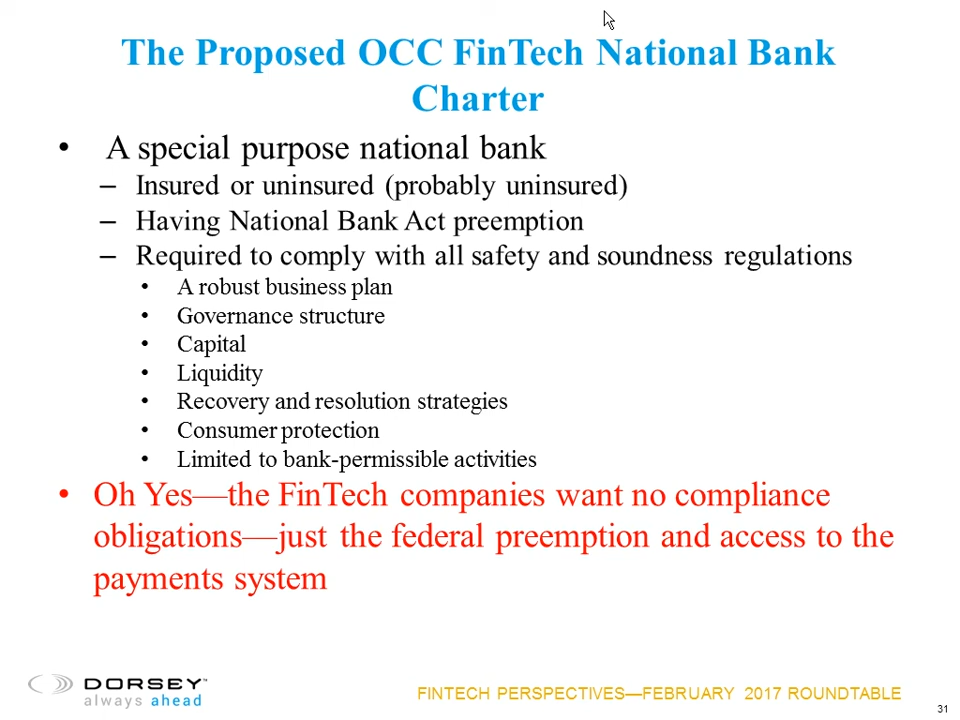 The Proposed OCC FinTech National Bank
Charter
• A special purpose national bank
– Insured or uninsured (probably uninsured)
– Having National Bank Act preemption
– Required to comply with all safety and soundness regulations
• A robust business plan
• Governance structure
• Capital
• Liquidity
• Recovery and resolution strategies
• Consumer protection
• Limited to bank-permissible activities
• Oh Yes—the FinTech companies want no compliance
obligations—just the federal preemption and access to the
payments system
DORSEY™
always ahead
FINTECH PERSPECTIVES—FEBRUARY 2017 ROUNDTABLE
31